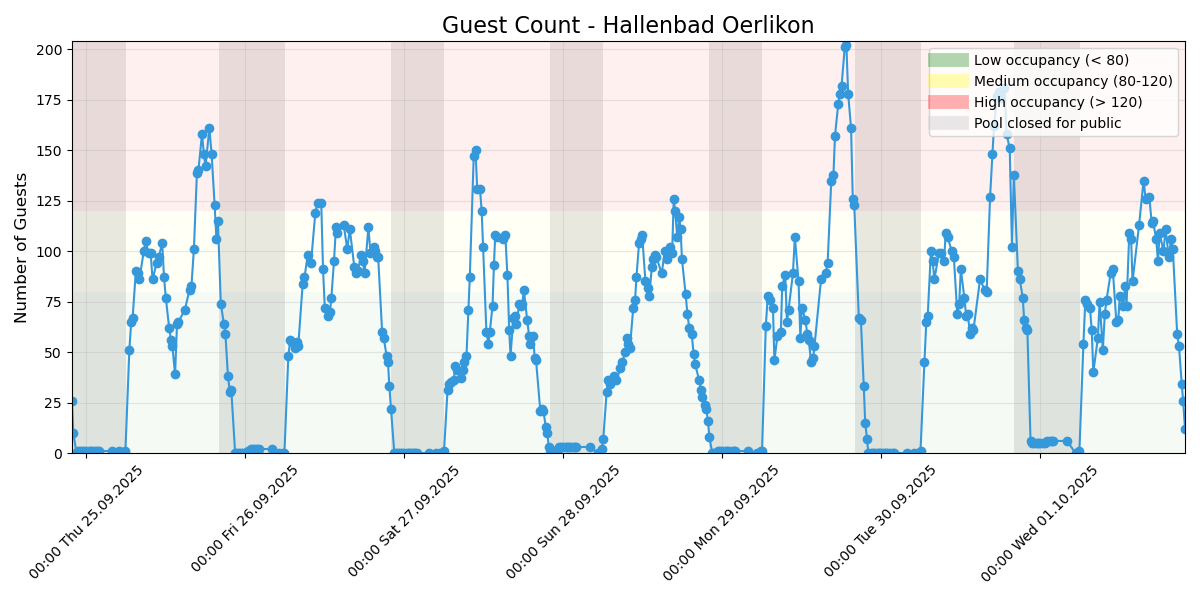 Guest Count - Hallenbad Oerlikon
Number of Guests
200
175
150
125
100
75
50
25
0
Low occupancy (< 80)
Medium occupancy (80-120)
High occupancy (> 120)
Pool closed for public
00:00 Thu 25.09.2025
00:00 Fri 26.09.2025
00:00 Sat 27.09.2025
00:00 Sun 28.09.2025
00:00 Mon 29.09.2025
00:00 Tue 30.09.2025
00:00 Wed 01.10.2025